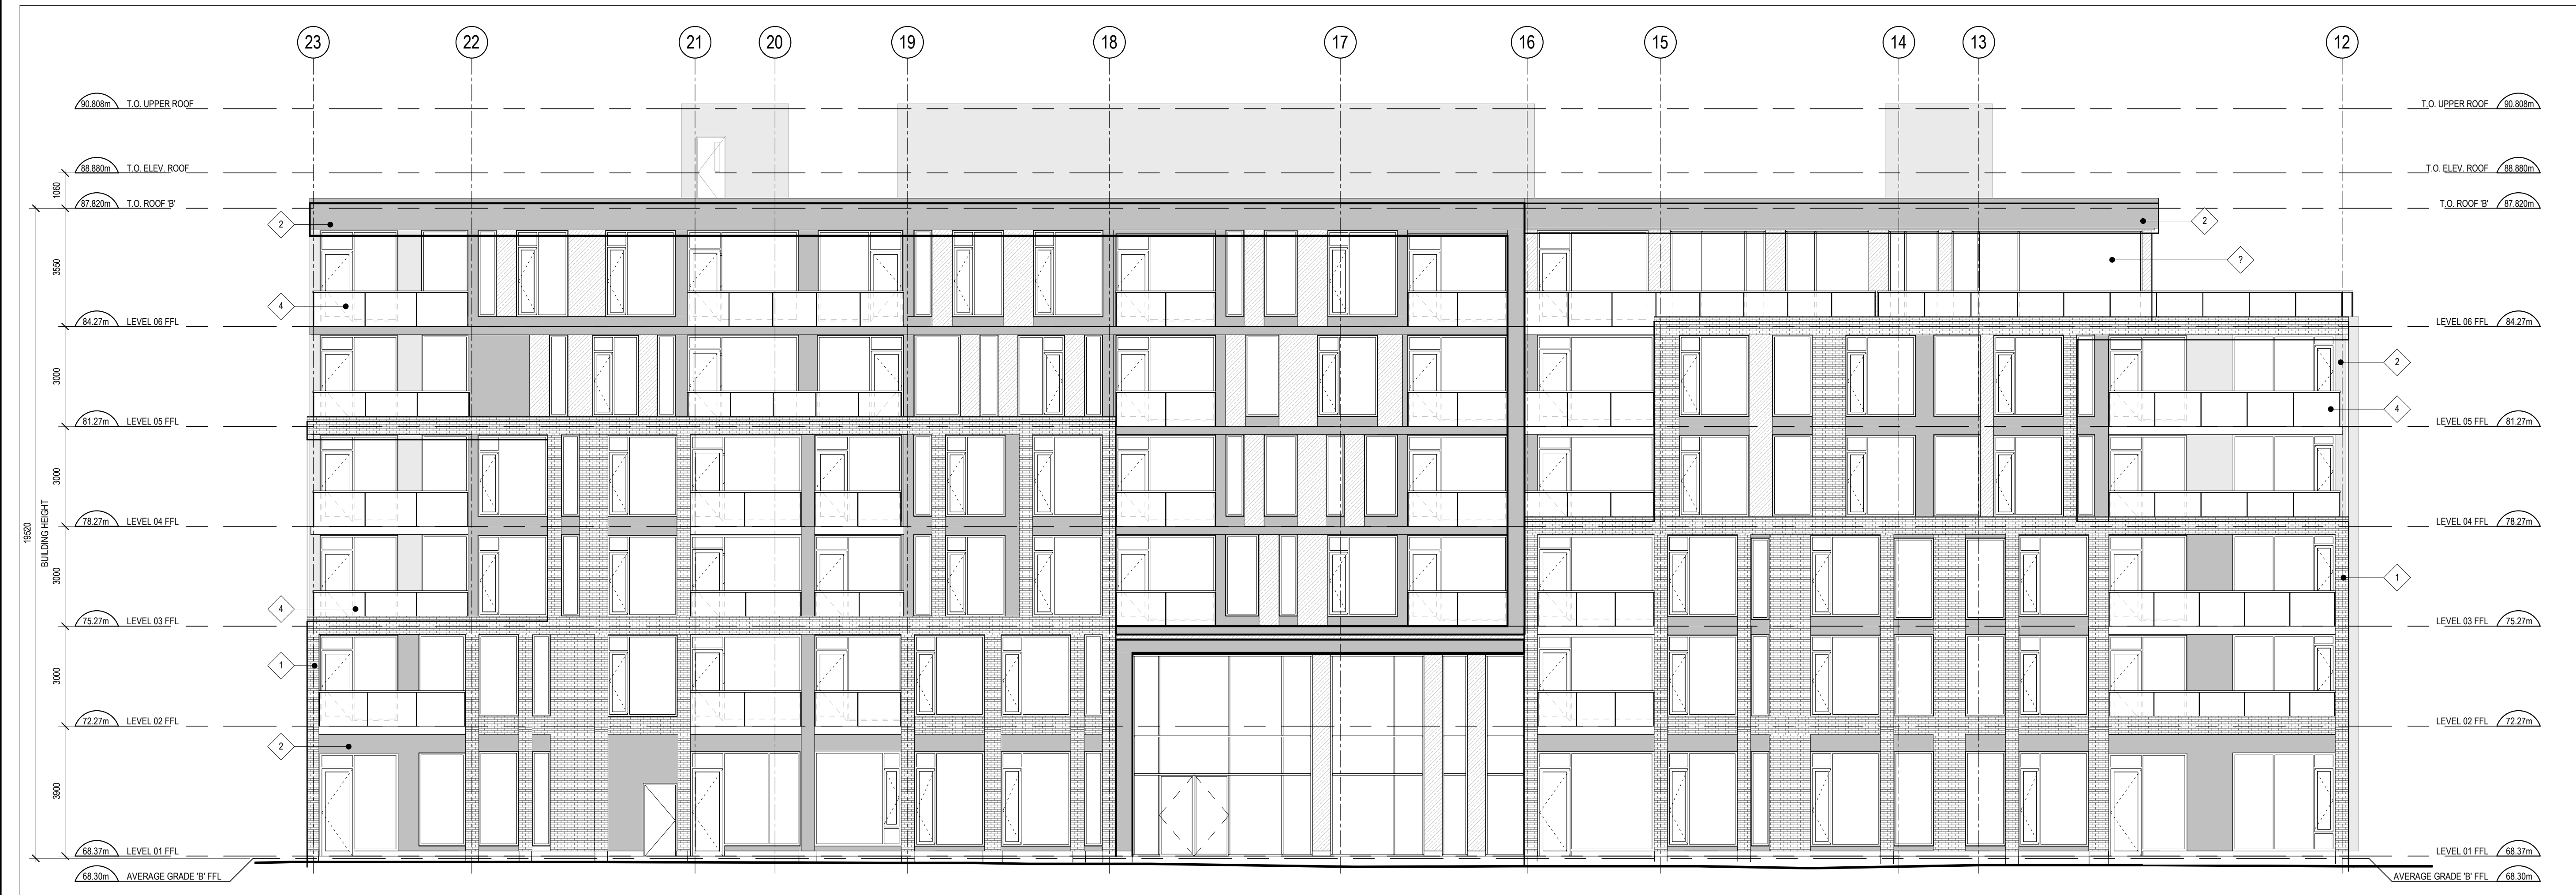 23 22 21 20 19 18 17 16 15 14 13 12
90.808m T.O. UPPER ROOF T.O. UPPER ROOF 90.808m
88.880m T.O. ELEV. ROOF T.O. ELEV. ROOF 88.880m
1060
87.820m T.O. ROOF 'B' T.O. ROOF 'B' 87.820m
2 2
3550 ?
4
84.27m LEVEL 06 FFL LEVEL 06 FFL 84.27m
2
3000
4
81.27m LEVEL 05 FFL LEVEL 05 FFL 81.27m
3000
78.27m LEVEL 04 FFL LEVEL 04 FFL 78.27m
19520
BUILDING HEIGHT
3000 1
4
75.27m LEVEL 03 FFL LEVEL 03 FFL 75.27m
1
3000
72.27m LEVEL 02 FFL LEVEL 02 FFL 72.27m
2
3900
68.37m LEVEL 01 FFL LEVEL 01 FFL 68.37m
68.30m AVERAGE GRADE 'B' FFL AVERAGE GRADE 'B' FFL 68.30m